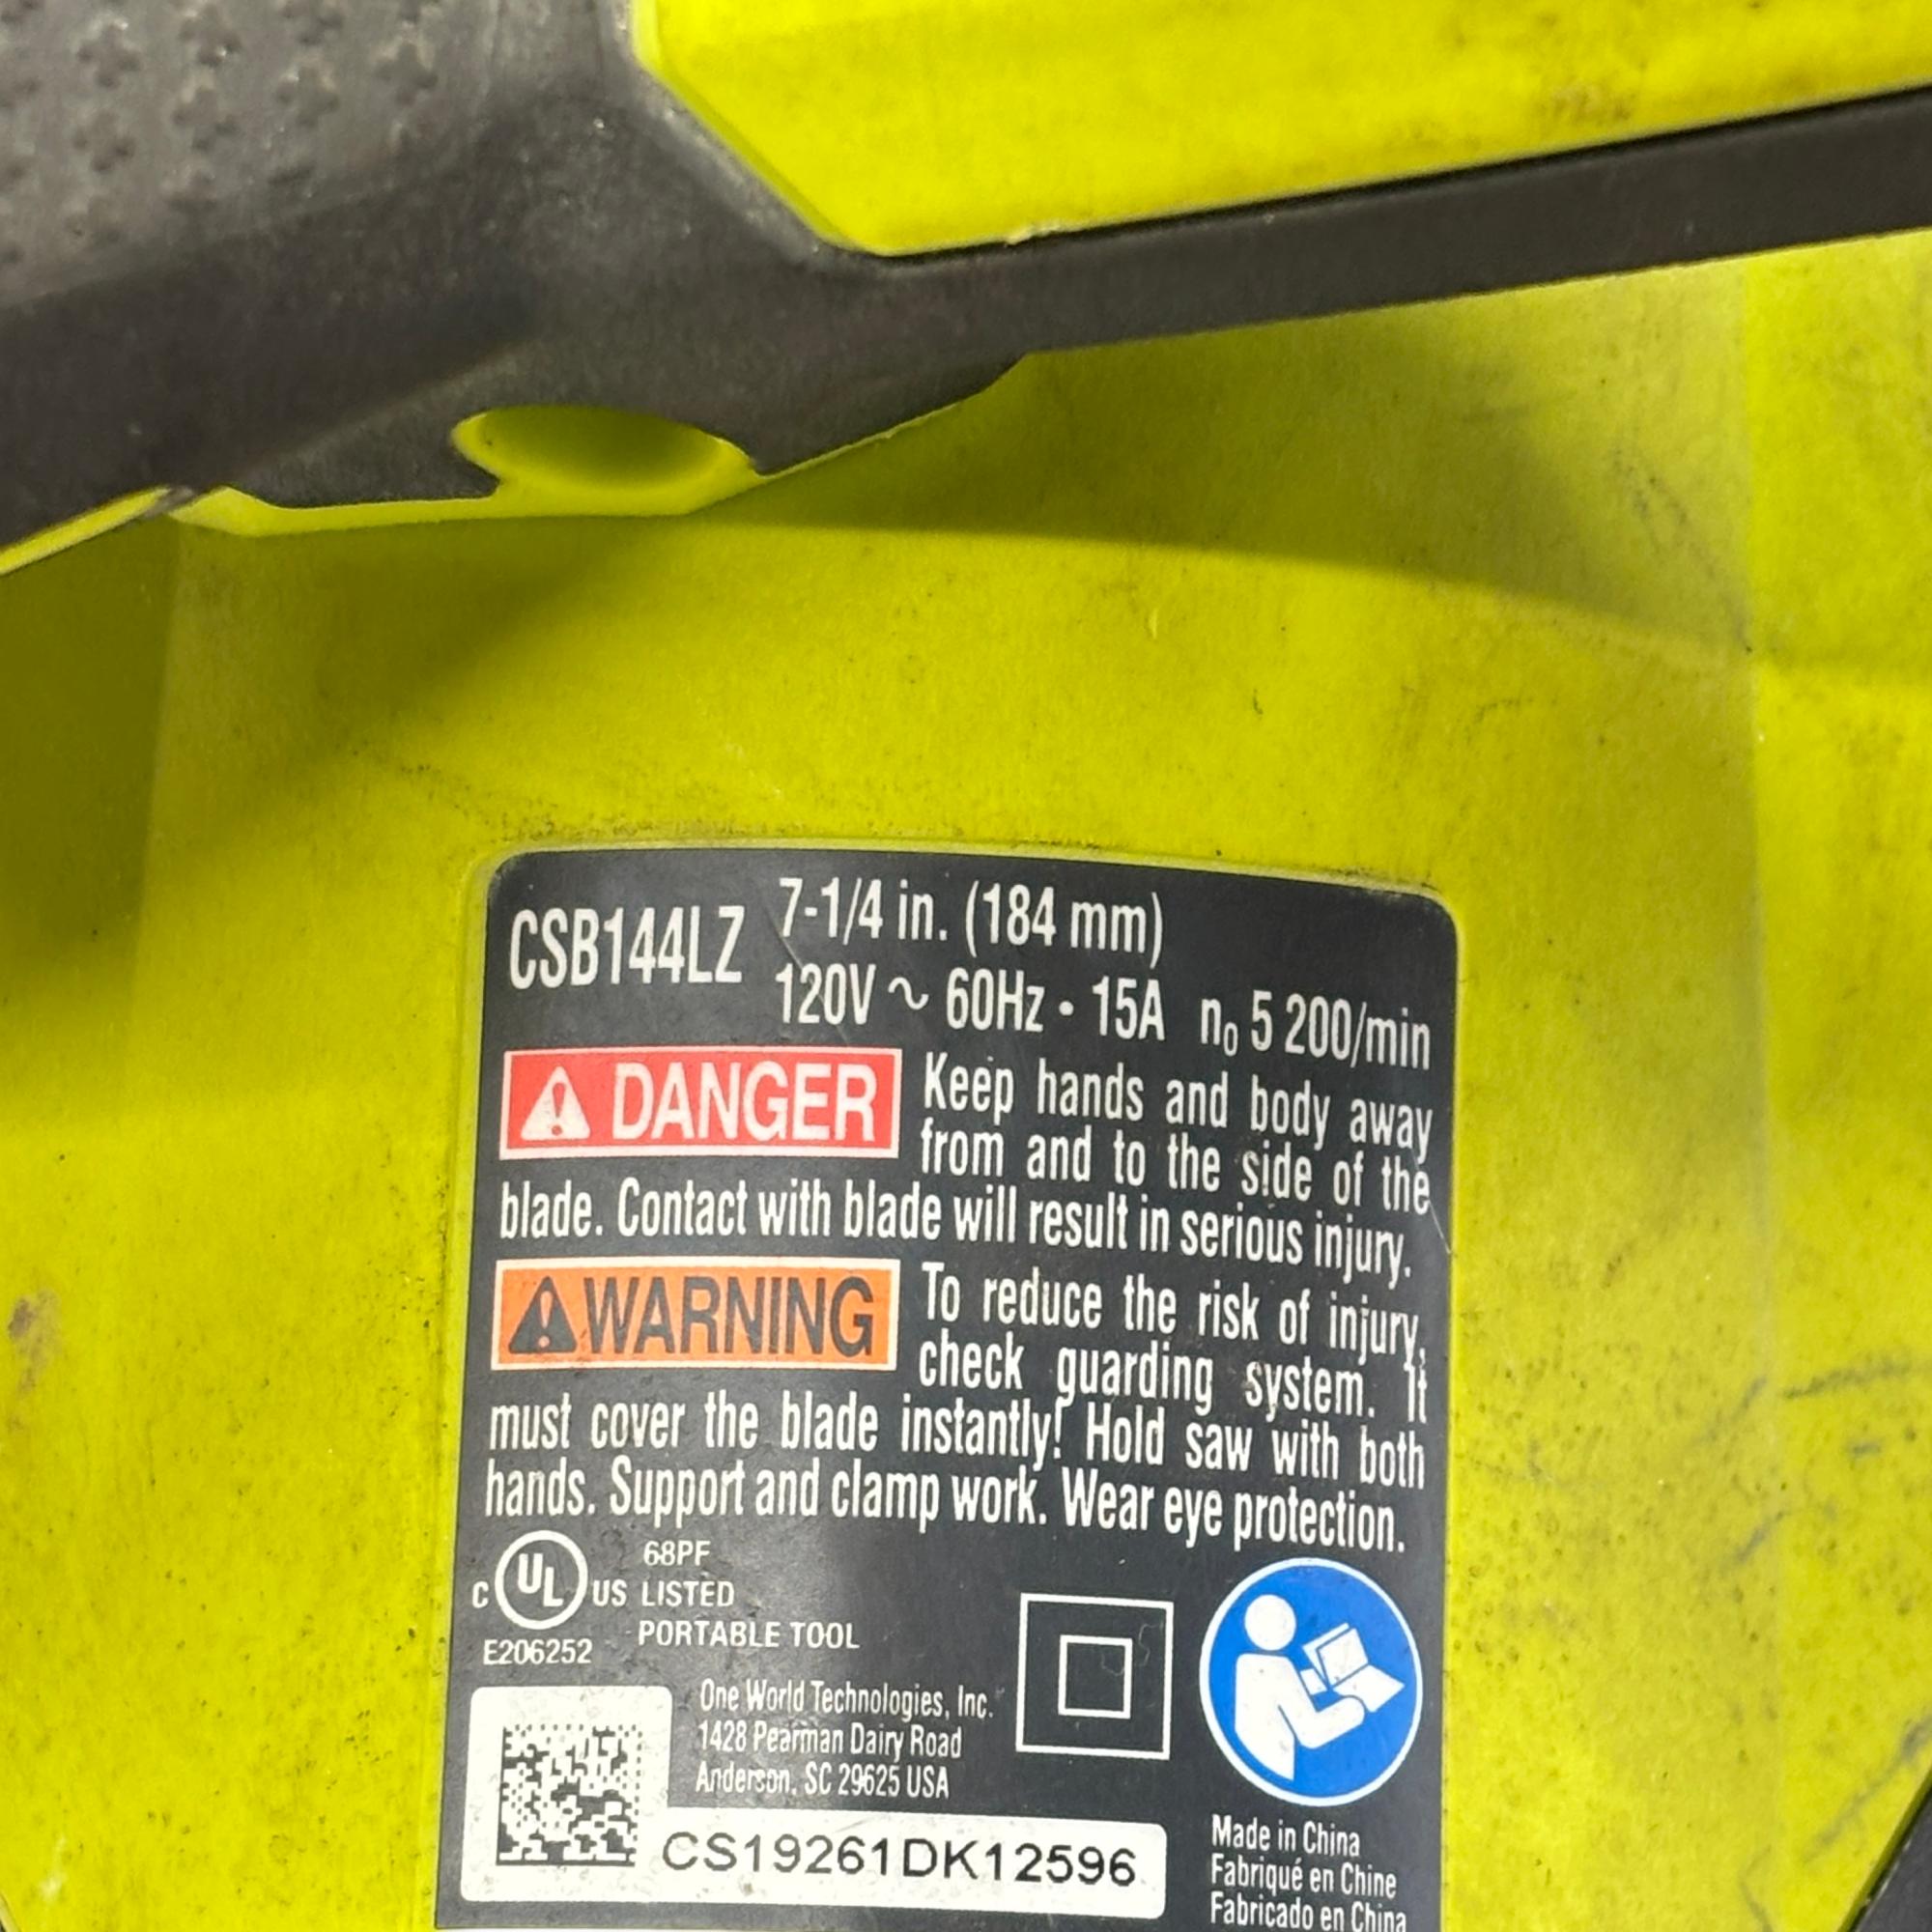 CSB144LZ 7-1/4 in. (184 mm)
120V ~ 60Hz • 15A n₀ 5 200/min
DANGER Keep hands and body away
from and to the side of the
blade. Contact with blade will result in serious injury.
WARNING To reduce the risk of injury,
check guarding system. It
must cover the blade instantly! Hold saw with both
hands. Support and clamp work. Wear eye protection.
C UL US
E206252
68PF
LISTED
PORTABLE TOOL
One World Technologies, Inc.
1428 Pearman Dairy Road
Anderson, SC 29625 USA
CS19261DK12596
Made in China
Fabriqué en Chine
Fabricado en China